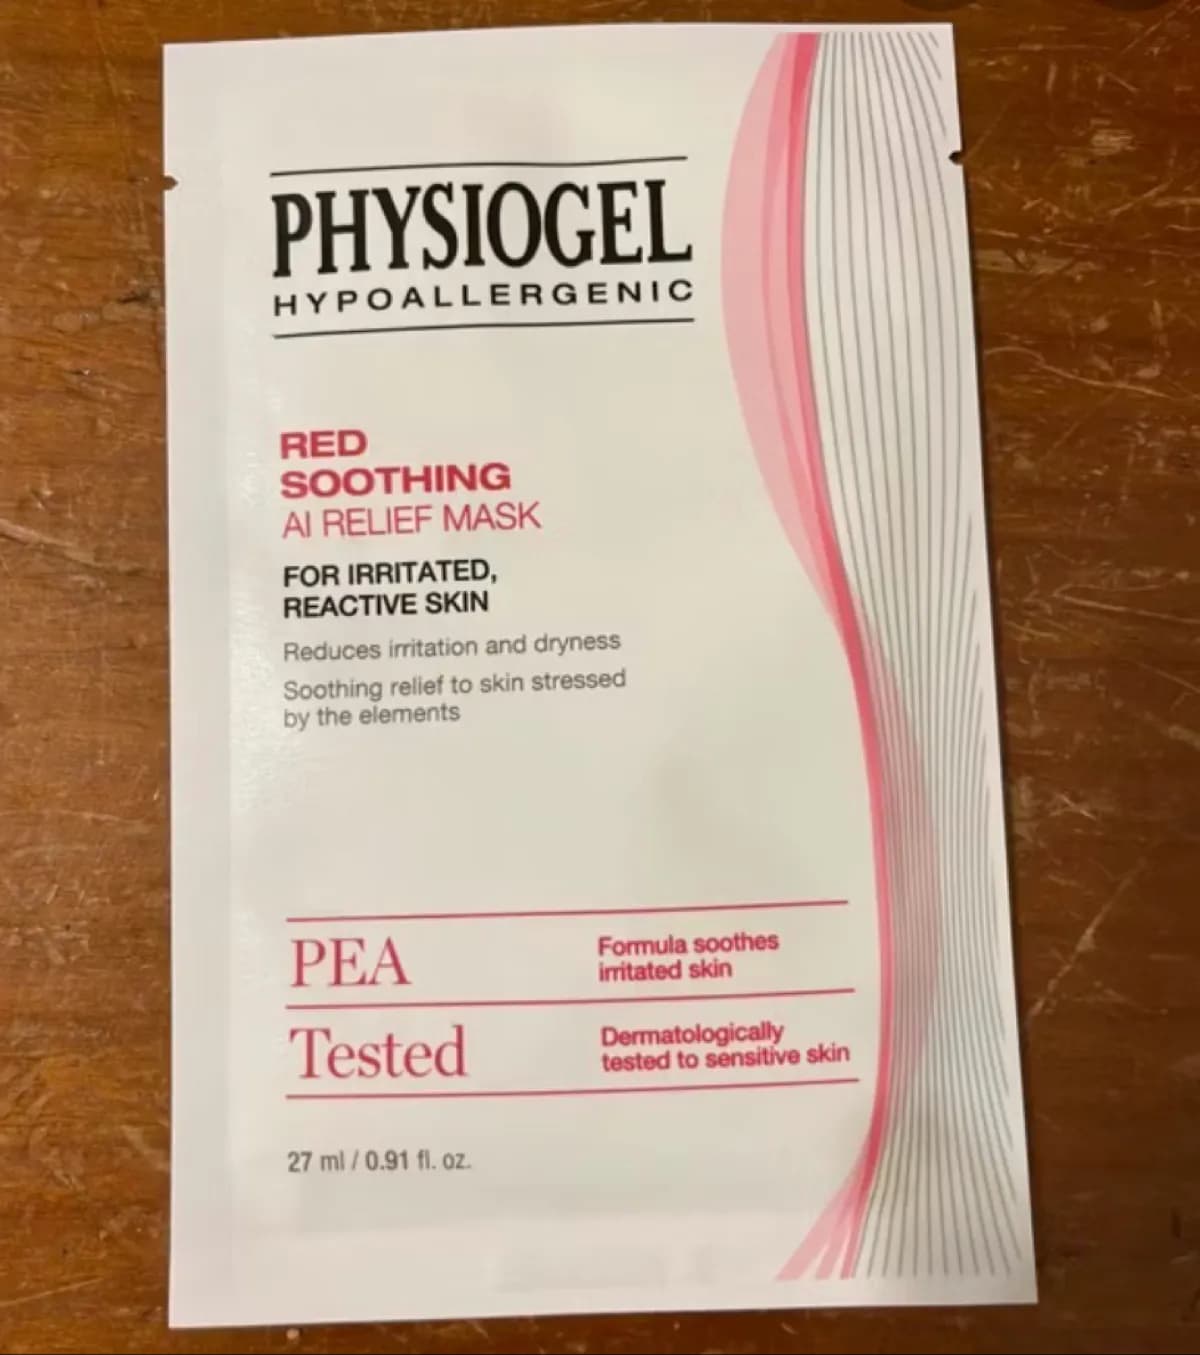 PHYSIOGEL
HYPOALLERGENIC
RED
SOOTHING
AI RELIEF MASK
FOR IRRITATED,
REACTIVE SKIN
Reduces irritation and dryness
Soothing relief to skin stressed
by the elements
PEA
Formula soothes
irritated skin
Tested
Dermatologically
tested to sensitive skin
27 ml / 0.91 fl. oz.